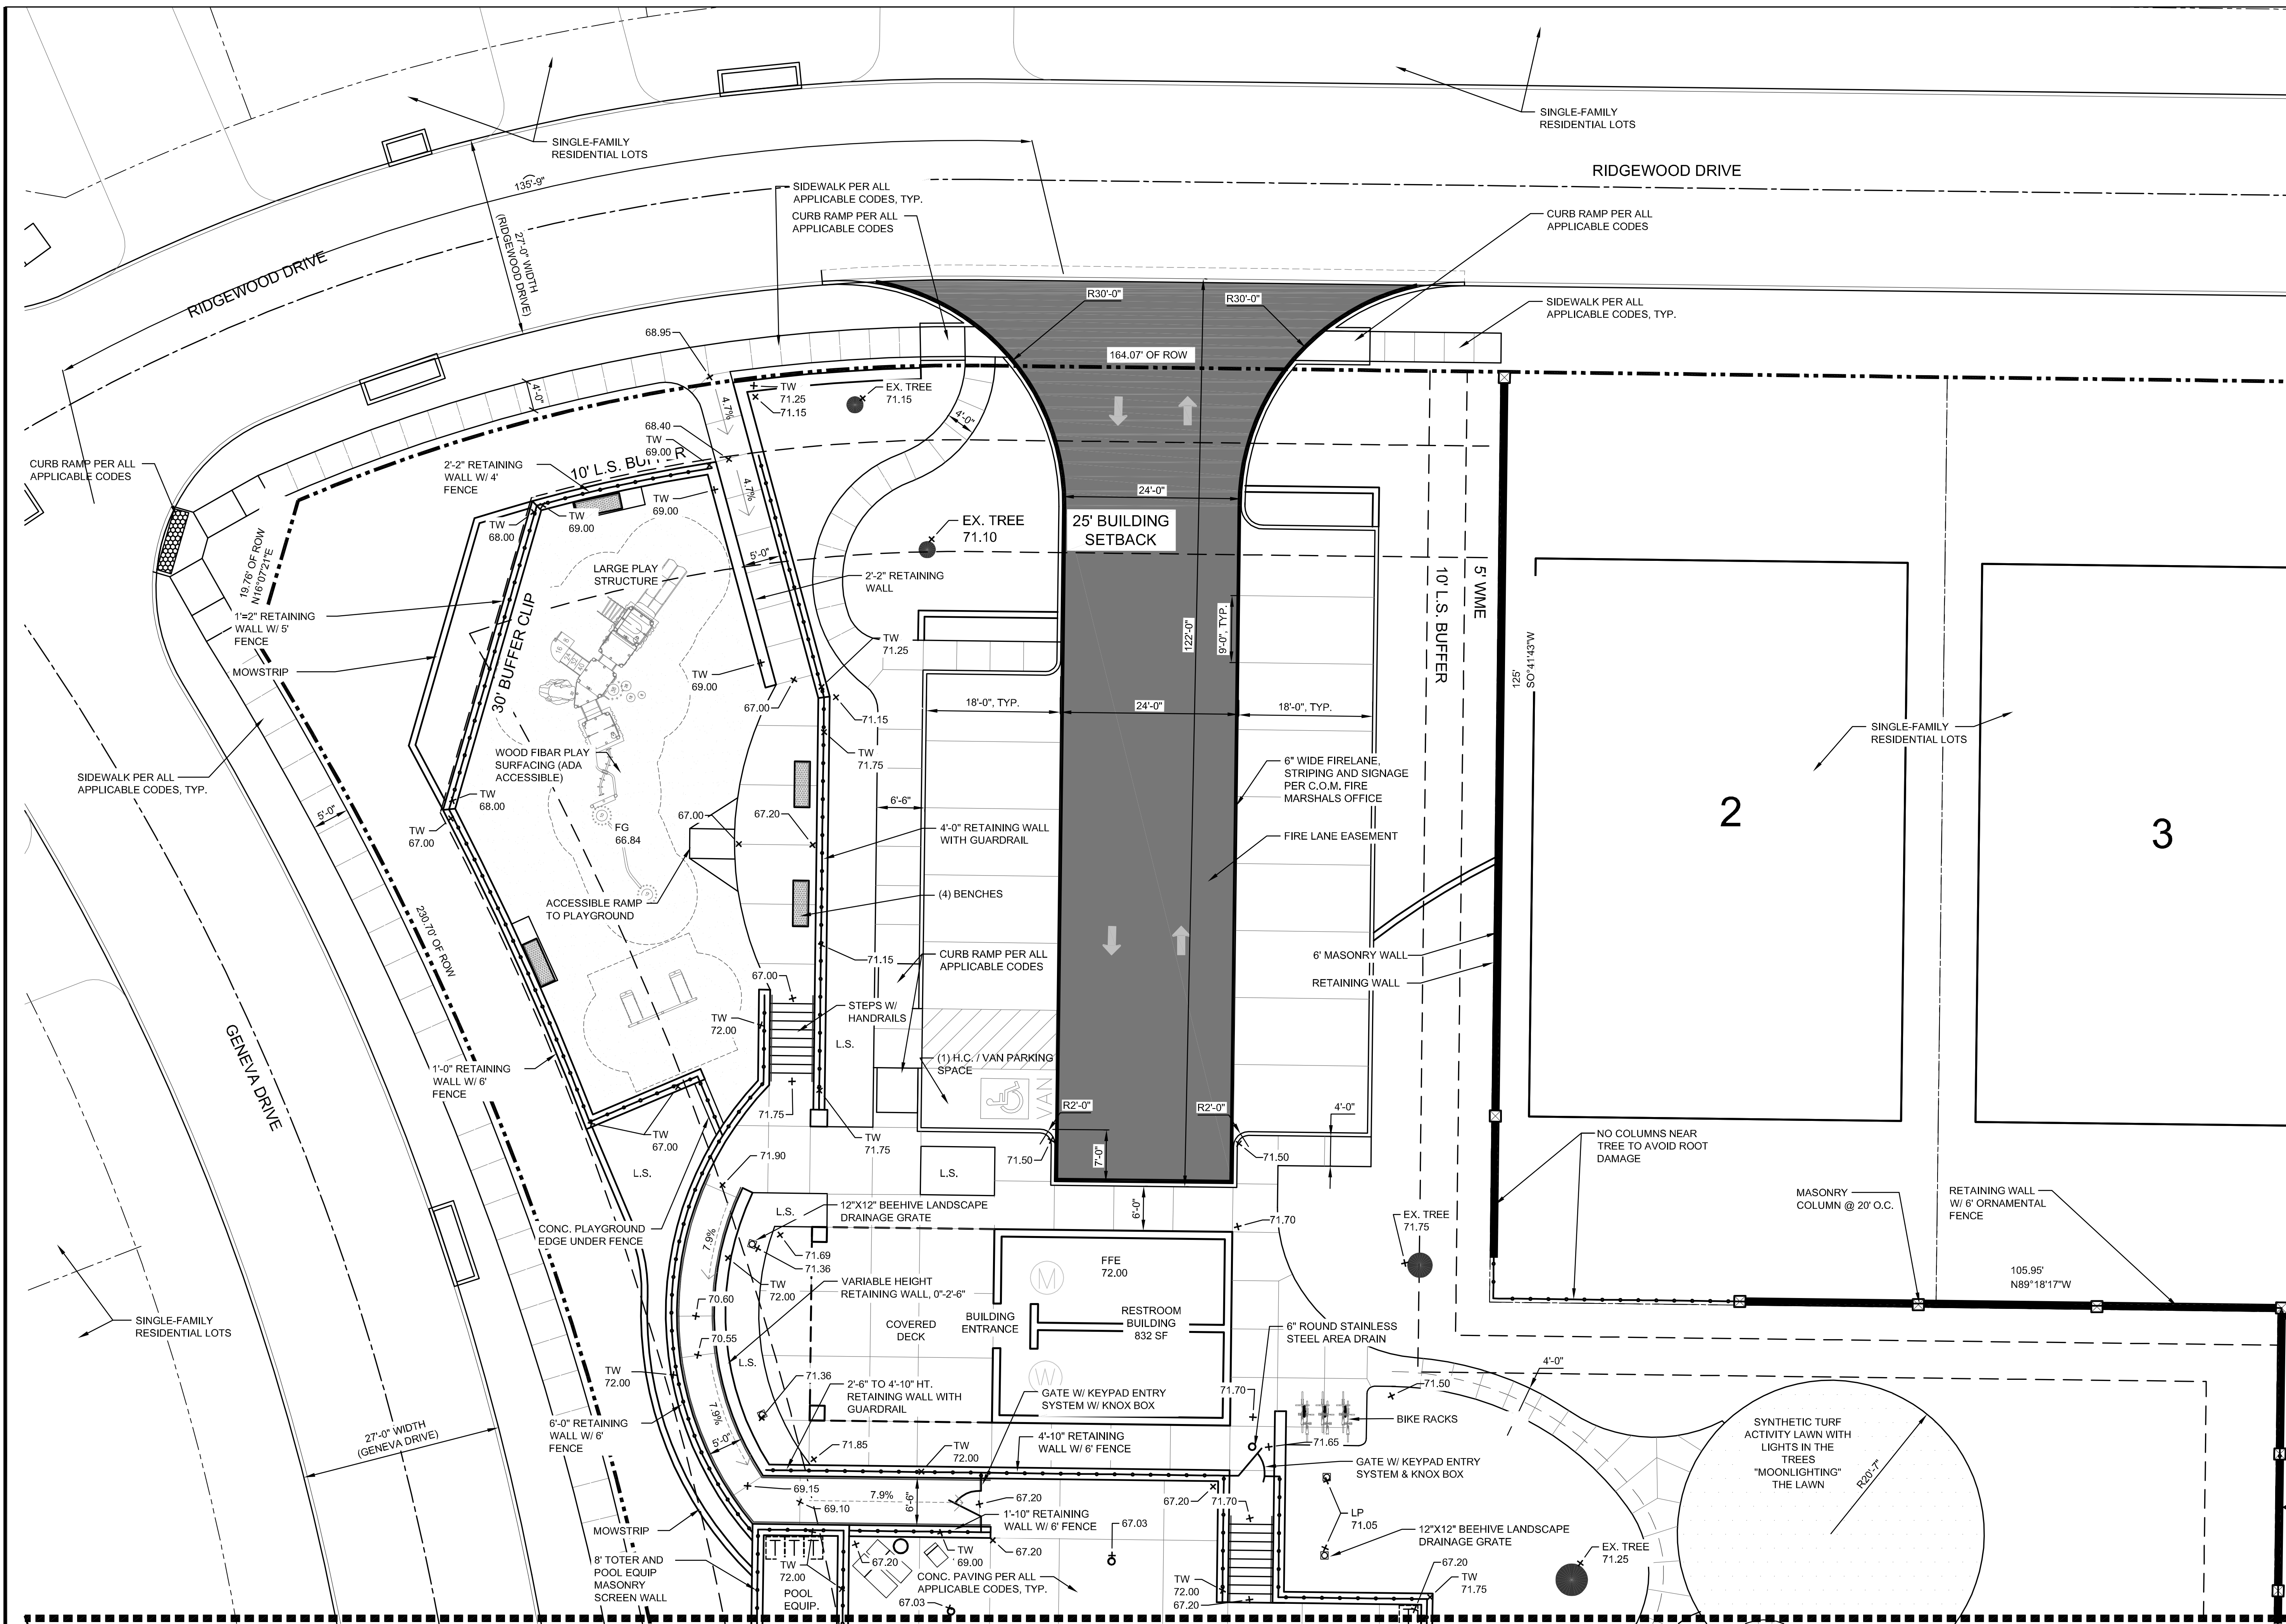 SINGLE-FAMILY
RESIDENTIAL LOTS
SINGLE-FAMILY
RESIDENTIAL LOTS
RIDGEWOOD DRIVE
135'-9"
27'-0" WIDTH
(RIDGEWOOD DRIVE)
SIDEWALK PER ALL
APPLICABLE CODES, TYP.
CURB RAMP PER ALL
APPLICABLE CODES
CURB RAMP PER ALL
APPLICABLE CODES
RIDGEWOOD DRIVE
R30'-0"
R30'-0"
SIDEWALK PER ALL
APPLICABLE CODES, TYP.
68.95
164.07' OF ROW
4'-0"
TW
71.25
71.15
EX. TREE
71.15
4.7%
4'-0"
68.40
TW
69.00
CURB RAMP PER ALL
APPLICABLE CODES
2'-2" RETAINING
WALL W/ 4'
FENCE
10' L.S. BUFFER
4.7%
TW
69.00
TW
69.00
TW
68.00
24'-0"
25' BUILDING
SETBACK
EX. TREE
71.10
19.76' OF ROW
N16°07'21"E
5'-0"
LARGE PLAY
STRUCTURE
2'-2" RETAINING
WALL
10' L.S. BUFFER
5' WME
1'=2" RETAINING
WALL W/ 5'
FENCE
30' BUFFER CLIP
122'-0"
9'-0", TYP.
TW
71.25
MOWSTRIP
TW
69.00
67.00
71.15
18'-0", TYP.
24'-0"
18'-0", TYP.
125'
SO°41'43"W
SINGLE-FAMILY
RESIDENTIAL LOTS
WOOD FIBAR PLAY
SURFACING (ADA
ACCESSIBLE)
TW
71.75
6" WIDE FIRELANE,
STRIPING AND SIGNAGE
PER C.O.M. FIRE
MARSHALS OFFICE
SIDEWALK PER ALL
APPLICABLE CODES, TYP.
TW
68.00
5'-0"
TW
67.00
FG
66.84
67.00
67.20
6'-6"
4'-0" RETAINING WALL
WITH GUARDRAIL
FIRE LANE EASEMENT
2
3
(4) BENCHES
ACCESSIBLE RAMP
TO PLAYGROUND
230.70' OF ROW
71.15
67.00
CURB RAMP PER ALL
APPLICABLE CODES
6' MASONRY WALL
RETAINING WALL
STEPS W/
HANDRAILS
TW
72.00
L.S.
GENEVA DRIVE
1'-0" RETAINING
WALL W/ 6'
FENCE
(1) H.C. / VAN PARKING
SPACE
VAN
R2'-0"
R2'-0"
4'-0"
71.75
TW
67.00
TW
71.75
71.50
7'-0"
71.50
NO COLUMNS NEAR
TREE TO AVOID ROOT
DAMAGE
L.S.
71.90
L.S.
MASONRY
COLUMN @ 20' O.C.
RETAINING WALL
W/ 6' ORNAMENTAL
FENCE
L.S.
12"X12" BEEHIVE LANDSCAPE
DRAINAGE GRATE
6'-0"
71.70
EX. TREE
71.75
CONC. PLAYGROUND
EDGE UNDER FENCE
7.9%
71.69
71.36
FFE
72.00
M
105.95'
N89°18'17"W
TW
72.00
VARIABLE HEIGHT
RETAINING WALL, 0"-2'-6"
70.60
SINGLE-FAMILY
RESIDENTIAL LOTS
COVERED
DECK
BUILDING
ENTRANCE
RESTROOM
BUILDING
832 SF
6" ROUND STAINLESS
STEEL AREA DRAIN
70.55
L.S.
TW
72.00
W
4'-0"
71.36
2'-6" TO 4'-10" HT.
RETAINING WALL WITH
GUARDRAIL
GATE W/ KEYPAD ENTRY
SYSTEM W/ KNOX BOX
71.70
71.50
BIKE RACKS
6'-0" RETAINING
WALL W/ 6'
FENCE
7.9%
5'-0"
27'-0" WIDTH
(GENEVA DRIVE)
71.85
TW
72.00
4'-10" RETAINING
WALL W/ 6' FENCE
71.65
SYNTHETIC TURF
ACTIVITY LAWN WITH
LIGHTS IN THE
TREES
"MOONLIGHTING"
THE LAWN
R20'-7"
GATE W/ KEYPAD ENTRY
SYSTEM & KNOX BOX
69.15
69.10
7.9%
6'-6"
67.20
67.20
71.70
1'-10" RETAINING
WALL W/ 6' FENCE
67.03
LP
71.05
MOWSTRIP
12"X12" BEEHIVE LANDSCAPE
DRAINAGE GRATE
8' TOTER AND
POOL EQUIP
MASONRY
SCREEN WALL
TW
72.00
POOL
EQUIP.
67.20
TW
69.00
67.20
CONC. PAVING PER ALL
APPLICABLE CODES, TYP.
67.03
TW
72.00
67.20
67.20
TW
71.75
EX. TREE
71.25